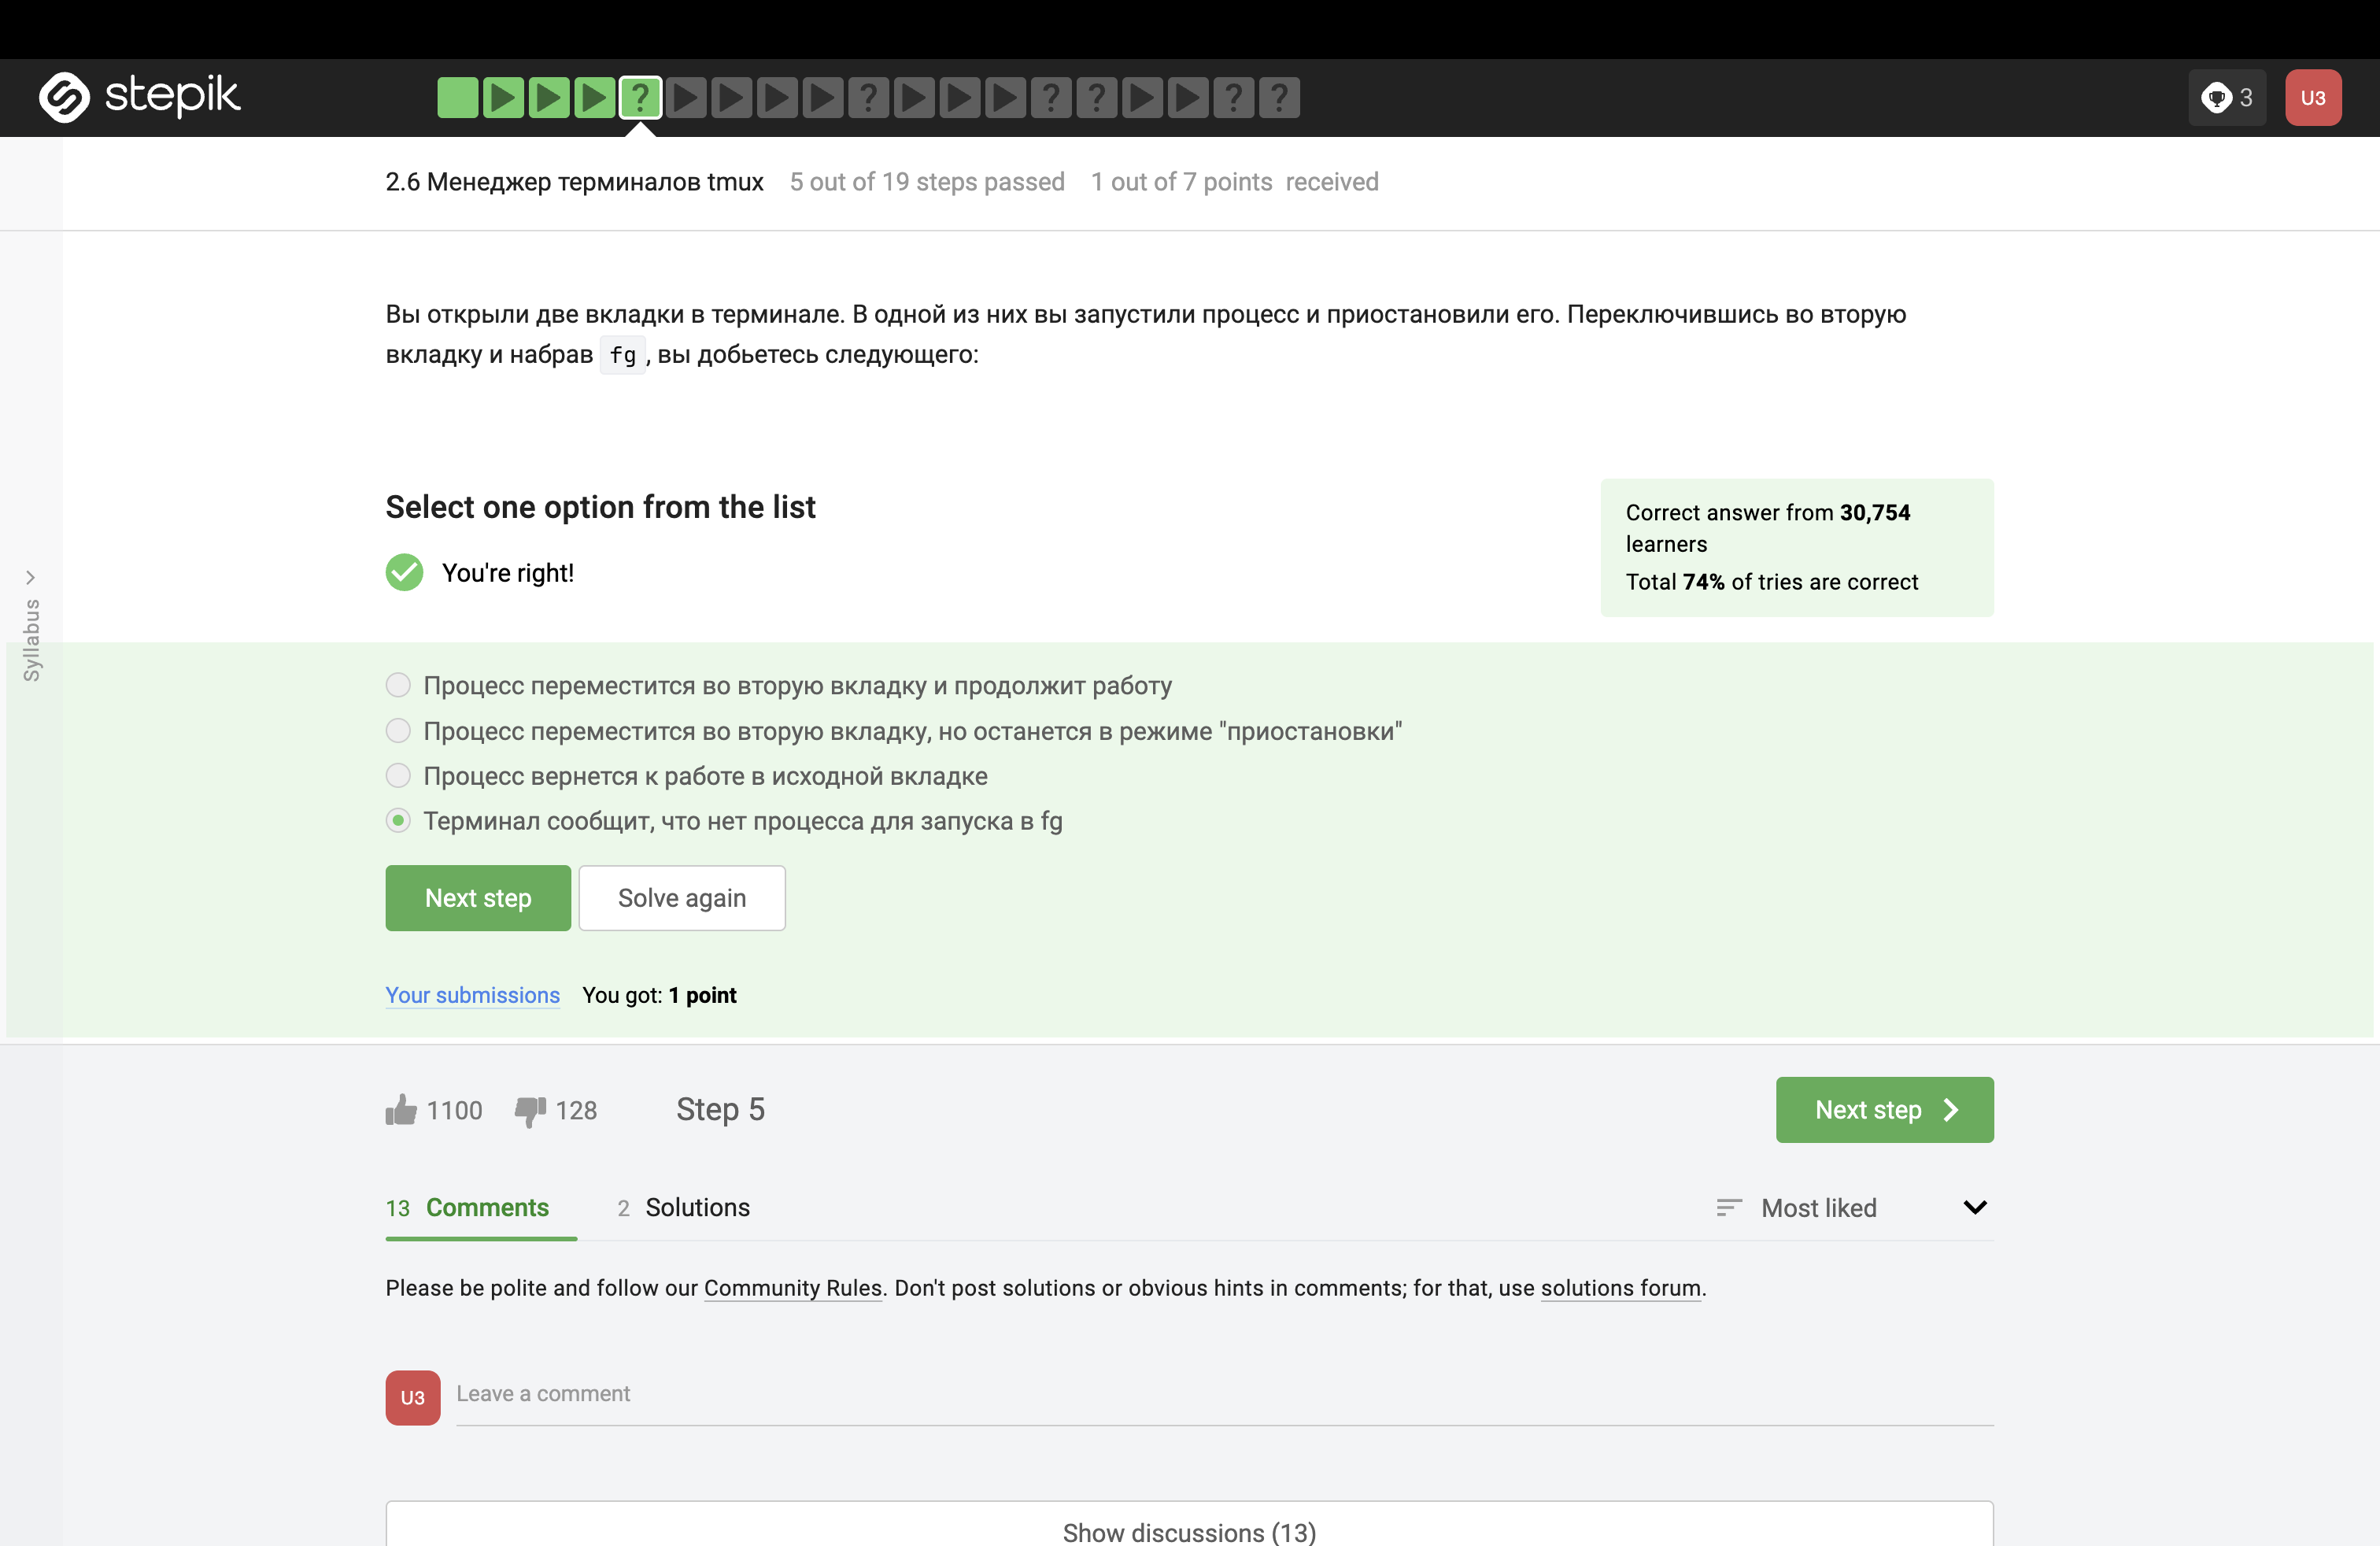 stepik
3
U3
2.6 Менеджер терминалов tmux 5 out of 19 steps passed 1 out of 7 points received
Вы открыли две вкладки в терминале. В одной из них вы запустили процесс и приостановили его. Переключившись во вторую
вкладку и набрав fg, вы добьетесь следующего:
Select one option from the list
You're right!
Correct answer from 30,754
learners
Total 74% of tries are correct
Syllabus
Процесс переместится во вторую вкладку и продолжит работу
Процесс переместится во вторую вкладку, но останется в режиме "приостановки"
Процесс вернется к работе в исходной вкладке
Терминал сообщит, что нет процесса для запуска в fg
Next step Solve again
Your submissions You got: 1 point
1100 128 Step 5 Next step
13 Comments 2 Solutions Most liked
Please be polite and follow our Community Rules. Don't post solutions or obvious hints in comments; for that, use solutions forum.
U3 Leave a comment
Show discussions (13)